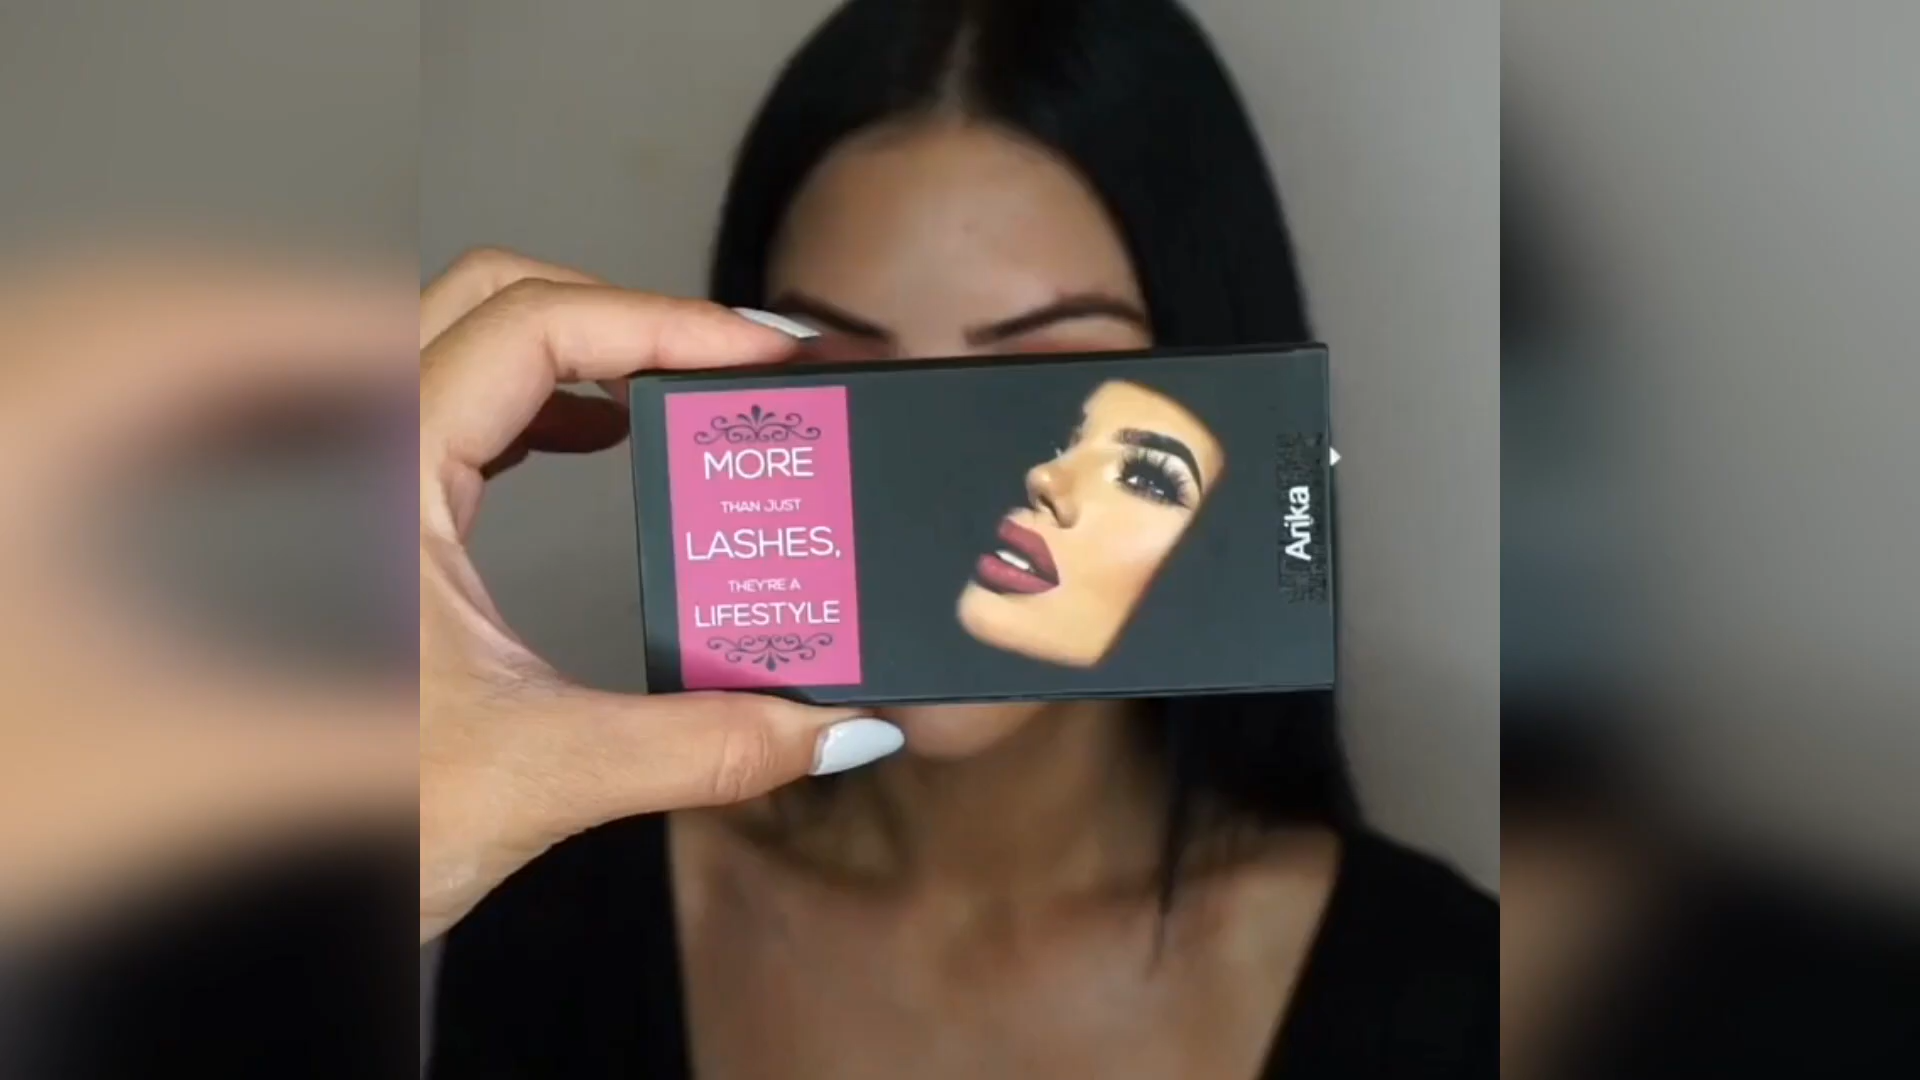 MORE
THAN JUST
LASHES,
THEY'RE A
LIFESTYLE
Arika